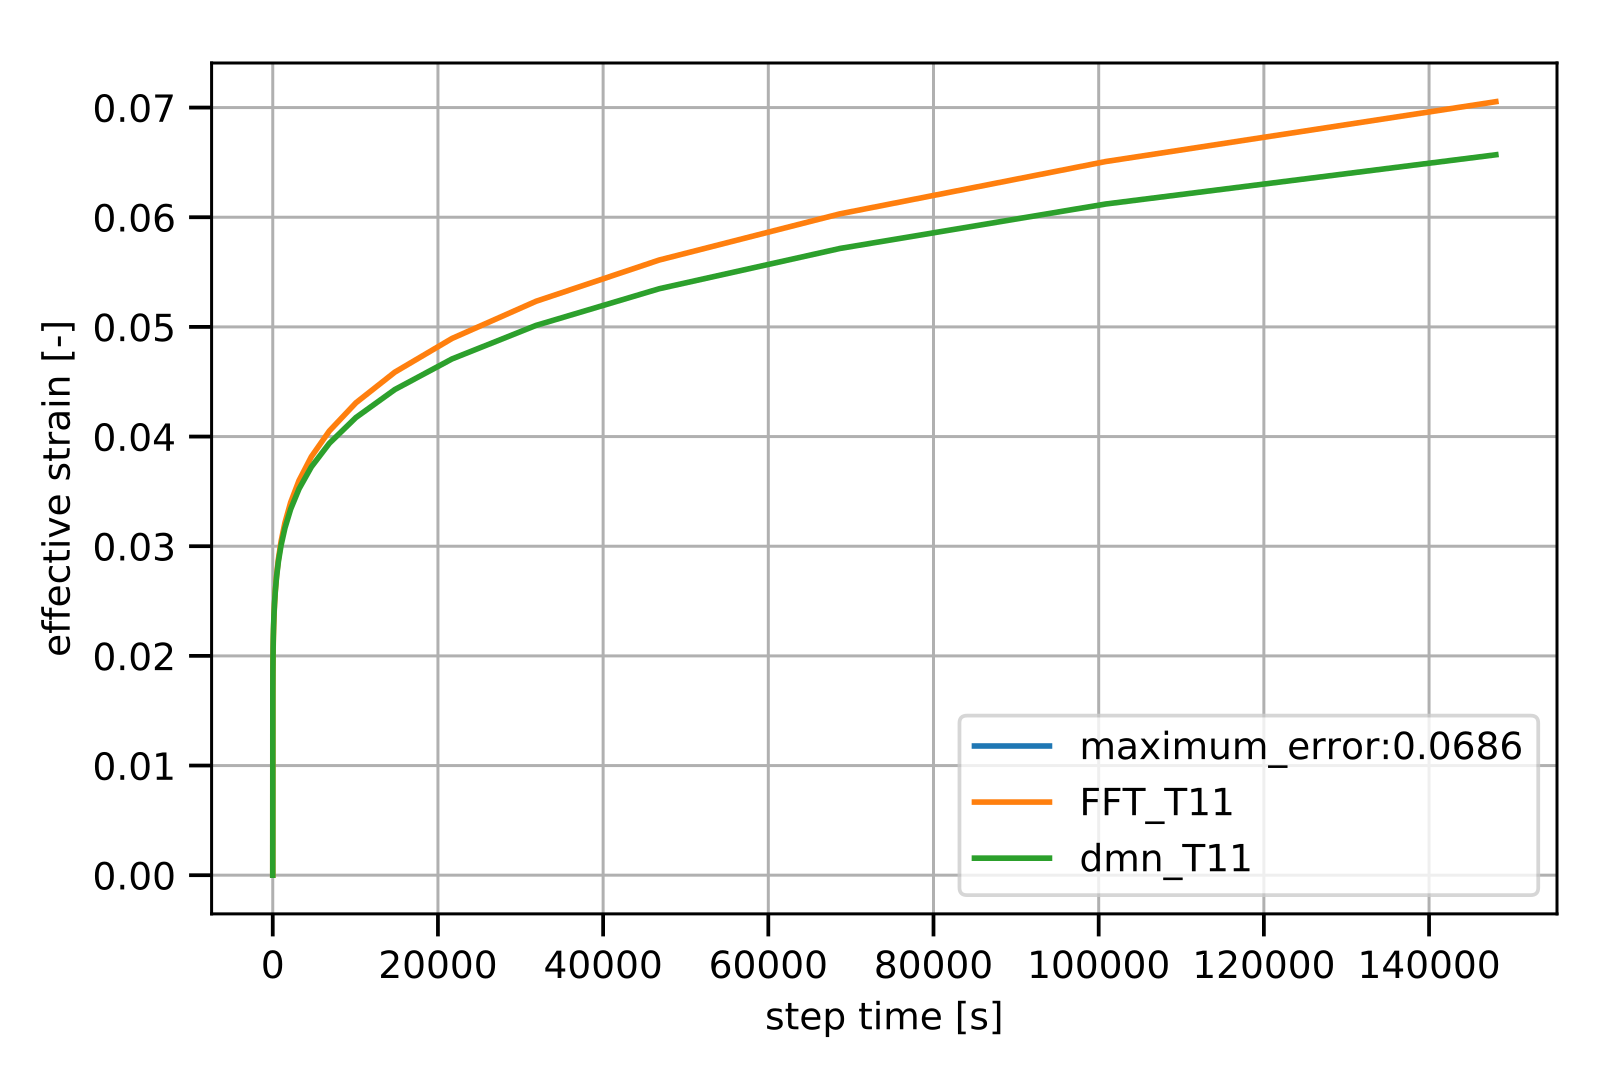 0.07
0.06
0.05
0.04
0.03
0.02
0.01
0.00
effective strain [-]
maximum_error:0.0686
FFT_T11
dmn_T11
0 20000 40000 60000 80000 100000 120000 140000
step time [s]